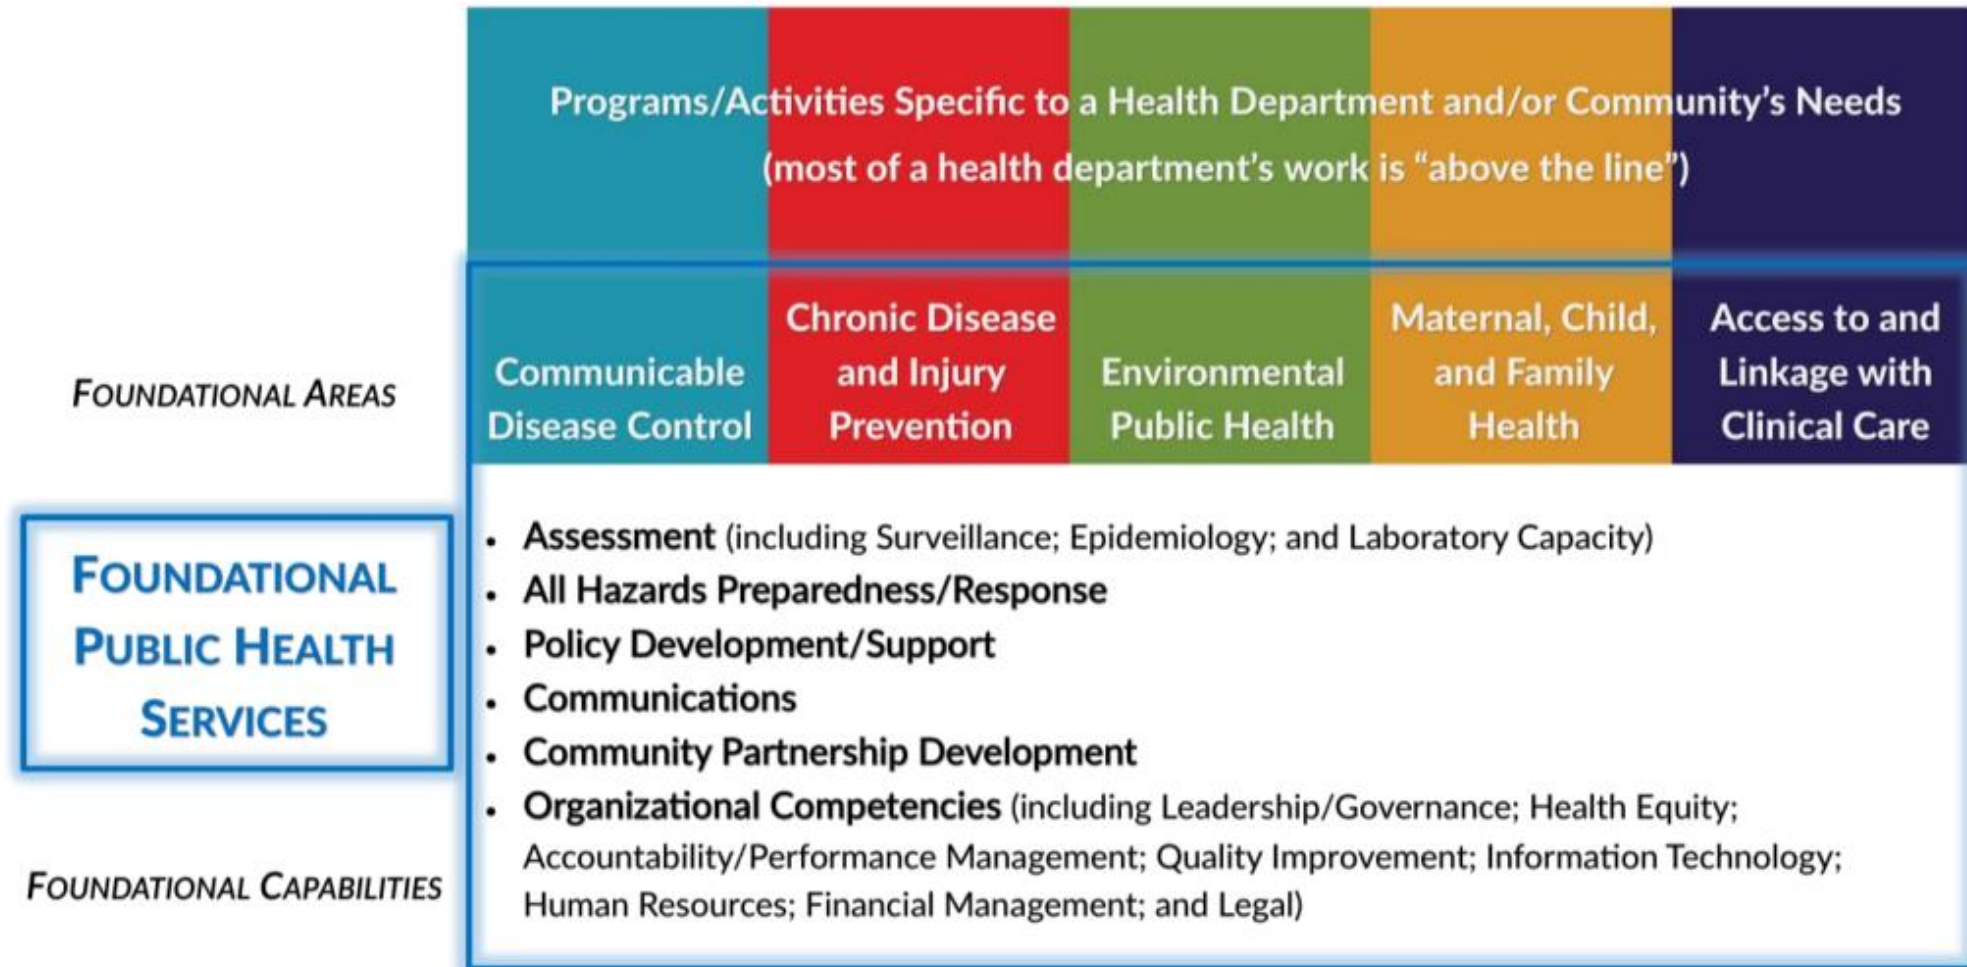 Programs/Activities Specific to a Health Department and/or Community's Needs
(most of a health department's work is "above the line")
FOUNDATIONAL AREAS
Communicable
Disease Control
Chronic Disease
and Injury
Prevention
Environmental
Public Health
Maternal, Child,
and Family
Health
Access to and
Linkage with
Clinical Care
FOUNDATIONAL
PUBLIC HEALTH
SERVICES
FOUNDATIONAL CAPABILITIES
• Assessment (including Surveillance; Epidemiology; and Laboratory Capacity)
• All Hazards Preparedness/Response
• Policy Development/Support
• Communications
• Community Partnership Development
• Organizational Competencies (including Leadership/Governance; Health Equity;
Accountability/Performance Management; Quality Improvement; Information Technology;
Human Resources; Financial Management; and Legal)